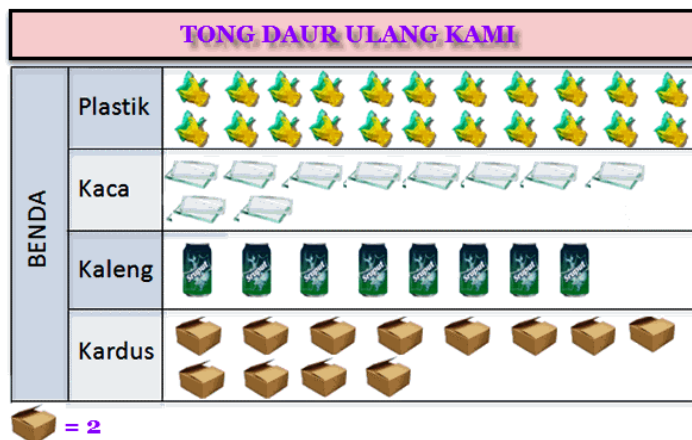 TONG DAUR ULANG KAMI
BENDA
Plastik
Kaca
Kaleng
Kardus
= 2